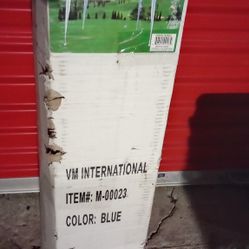 VM INTERNATIONAL
ITEM#: M-00023
COLOR: BLUE